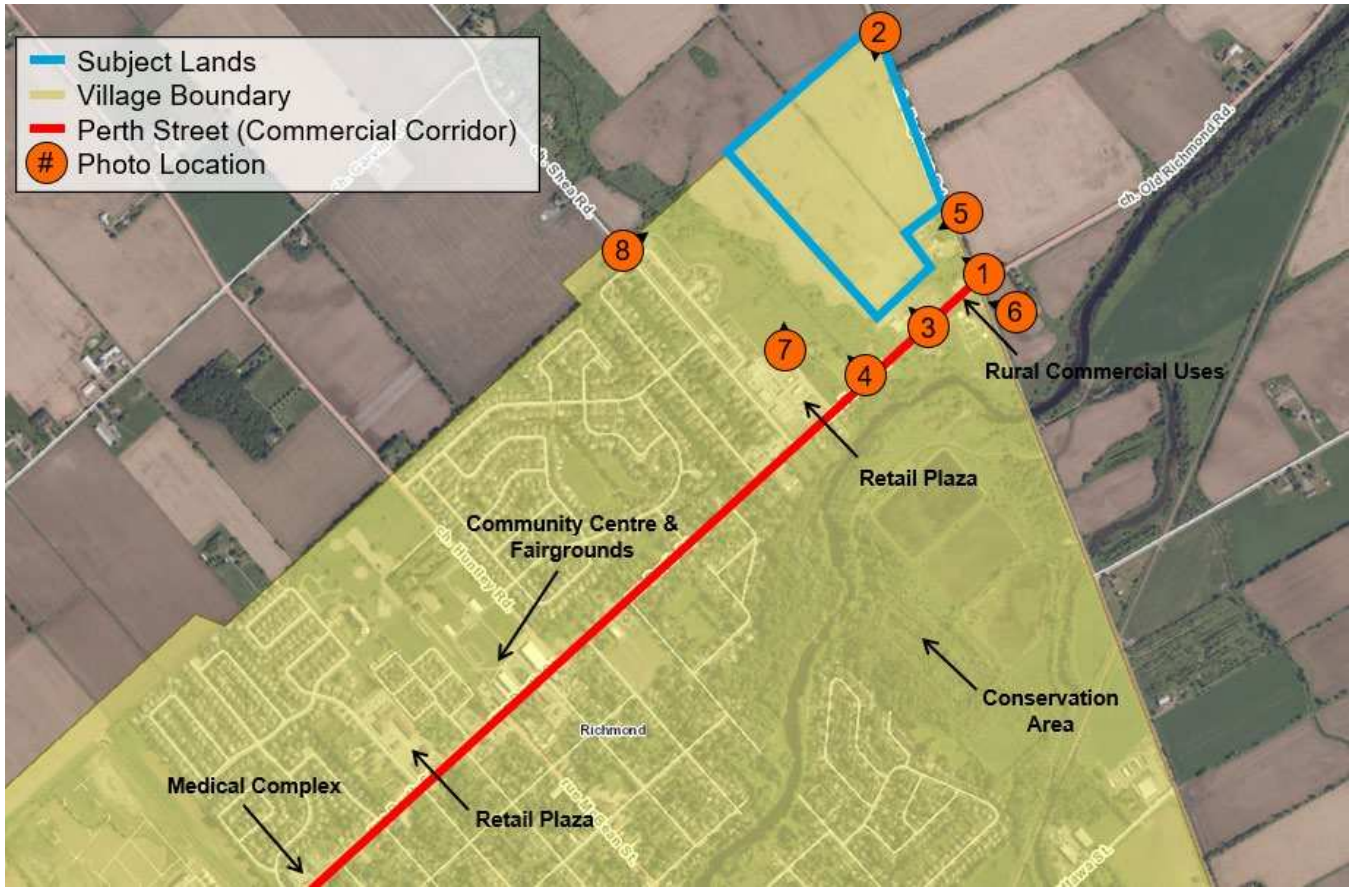 Subject Lands
Village Boundary
Perth Street (Commercial Corridor)
# Photo Location
2
ch. Shea Rd.
ch. Old Richmond Rd.
5
8
1
6
3
7
4
Rural Commercial Uses
Retail Plaza
Community Centre &
Fairgrounds
ch. Huntley Rd.
Conservation
Area
Richmond
Medical Complex
Retail Plaza